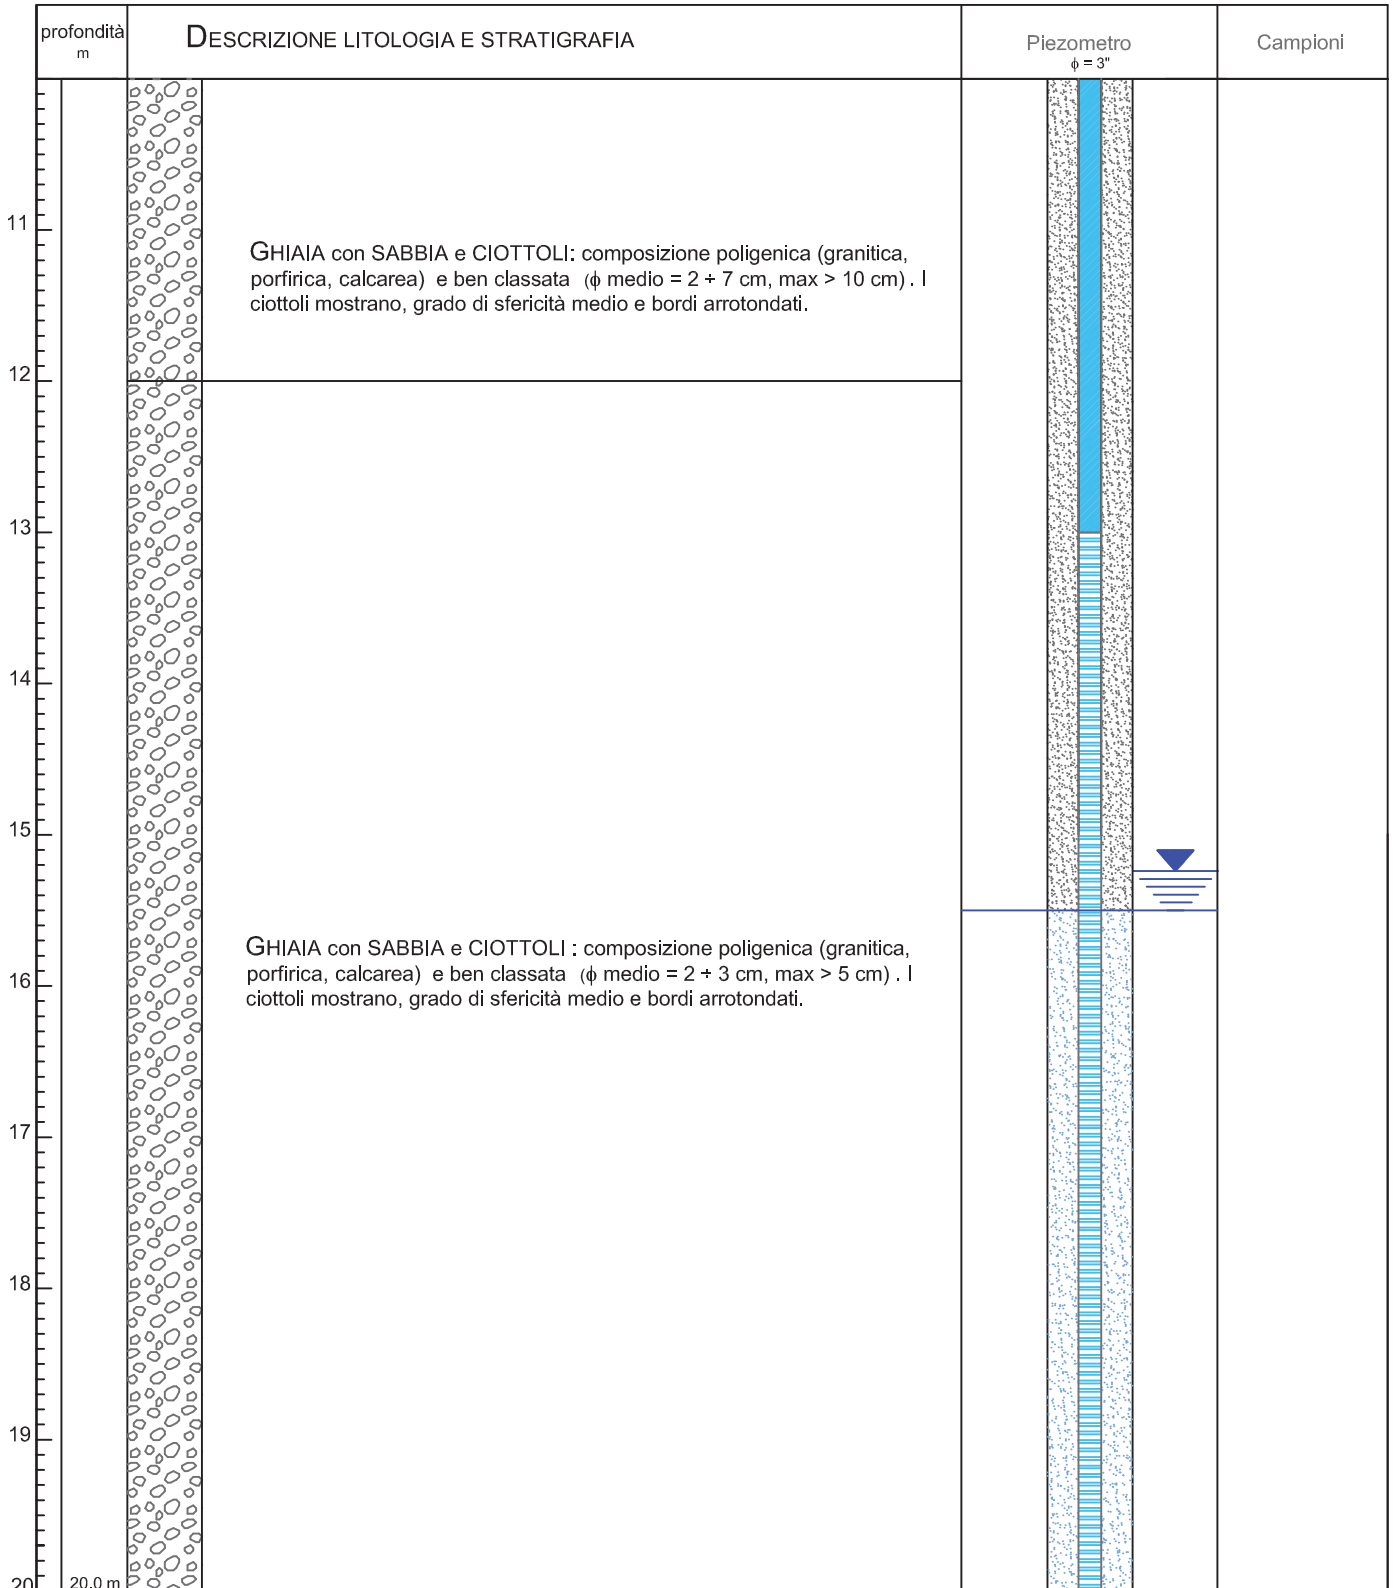 profondità
m
DESCRIZIONE LITOLOGIA E STRATIGRAFIA
Piezometro
ϕ = 3"
Campioni
11
GHIAIA con SABBIA e CIOTTOLI: composizione poligenica (granitica,
porfirica, calcarea) e ben classata (ϕ medio = 2 ÷ 7 cm, max > 10 cm). I
ciottoli mostrano, grado di sfericità medio e bordi arrotondati.
12
13
14
15
GHIAIA con SABBIA e CIOTTOLI : composizione poligenica (granitica,
porfirica, calcarea) e ben classata (ϕ medio = 2 ÷ 3 cm, max > 5 cm). I
ciottoli mostrano, grado di sfericità medio e bordi arrotondati.
16
17
18
19
20
20.0 m